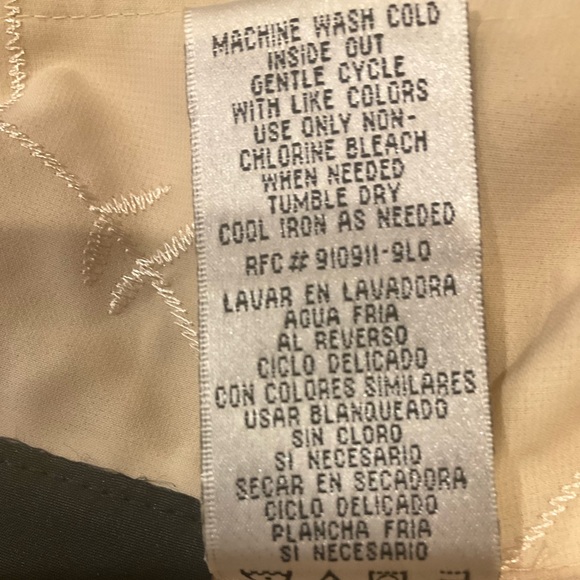 MACHINE WASH COLD
INSIDE OUT
GENTLE CYCLE
WITH LIKE COLORS
USE ONLY NON-
CHLORINE BLEACH
WHEN NEEDED
TUMBLE DRY
COOL IRON AS NEEDED
RFC# 910911-9L0
LAVAR EN LAVADORA
AGUA FRIA
AL REVERSO
CICLO DELICADO
CON COLORES SIMILARES
USAR BLANQUEADO
SIN CLORO
SI NECESARIO
SECAR EN SECADORA
CICLO DELICADO
PLANCHA FRIA
SI NECESARIO